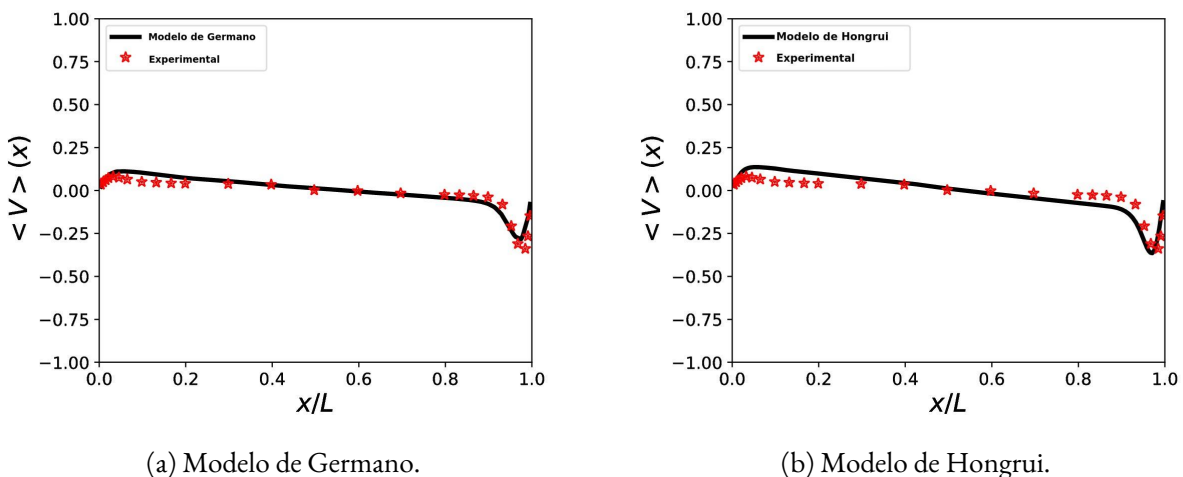 1.00
0.75
0.50
0.25
0.00
−0.25
−0.50
−0.75
−1.00
< V > (x)
Modelo de Germano
Experimental
0.0 0.2 0.4 0.6 0.8 1.0
x/L
(a) Modelo de Germano.
1.00
0.75
0.50
0.25
0.00
−0.25
−0.50
−0.75
−1.00
< V > (x)
Modelo de Hongrui
Experimental
0.0 0.2 0.4 0.6 0.8 1.0
x/L
(b) Modelo de Hongrui.